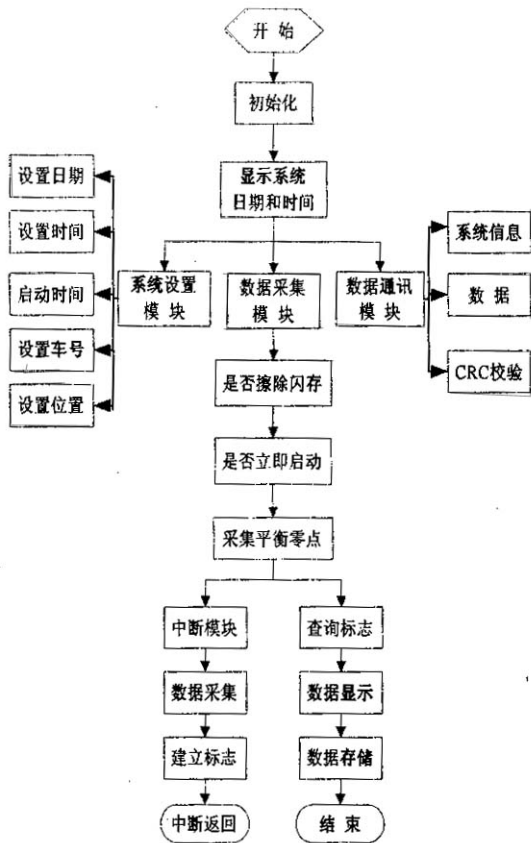 开 始
初始化
显示系统
日期和时间
设置日期
设置时间
启动时间
设置车号
设置位置
系统设置
模 块
数据采集
模 块
数据通讯
模 块
系统信息
数 据
CRC校验
是否擦除闪存
是否立即启动
采集平衡零点
中断模块
数据采集
建立标志
中断返回
查询标志
数据显示
数据存储
结 束